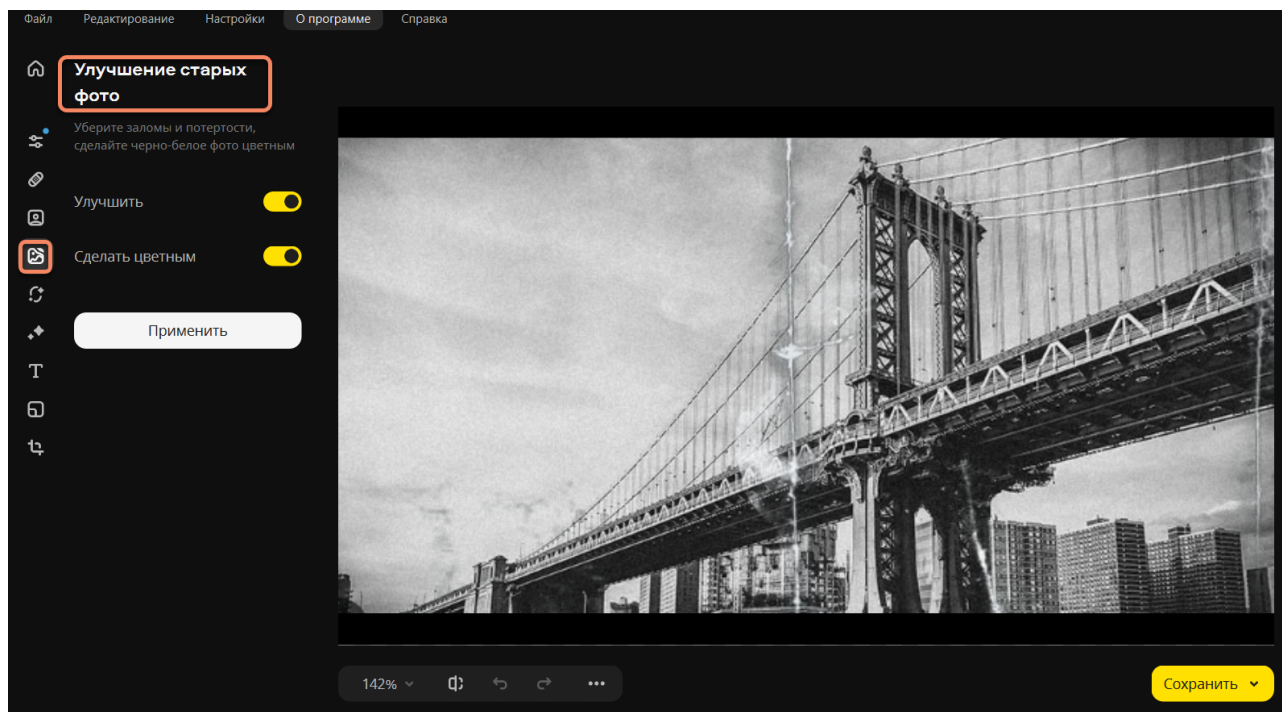 Файл Редактирование Настройки О программе Справка
Улучшение старых
фото
Уберите заломы и потертости,
сделайте черно-белое фото цветным
Улучшить
Сделать цветным
Применить
T
142%
Сохранить